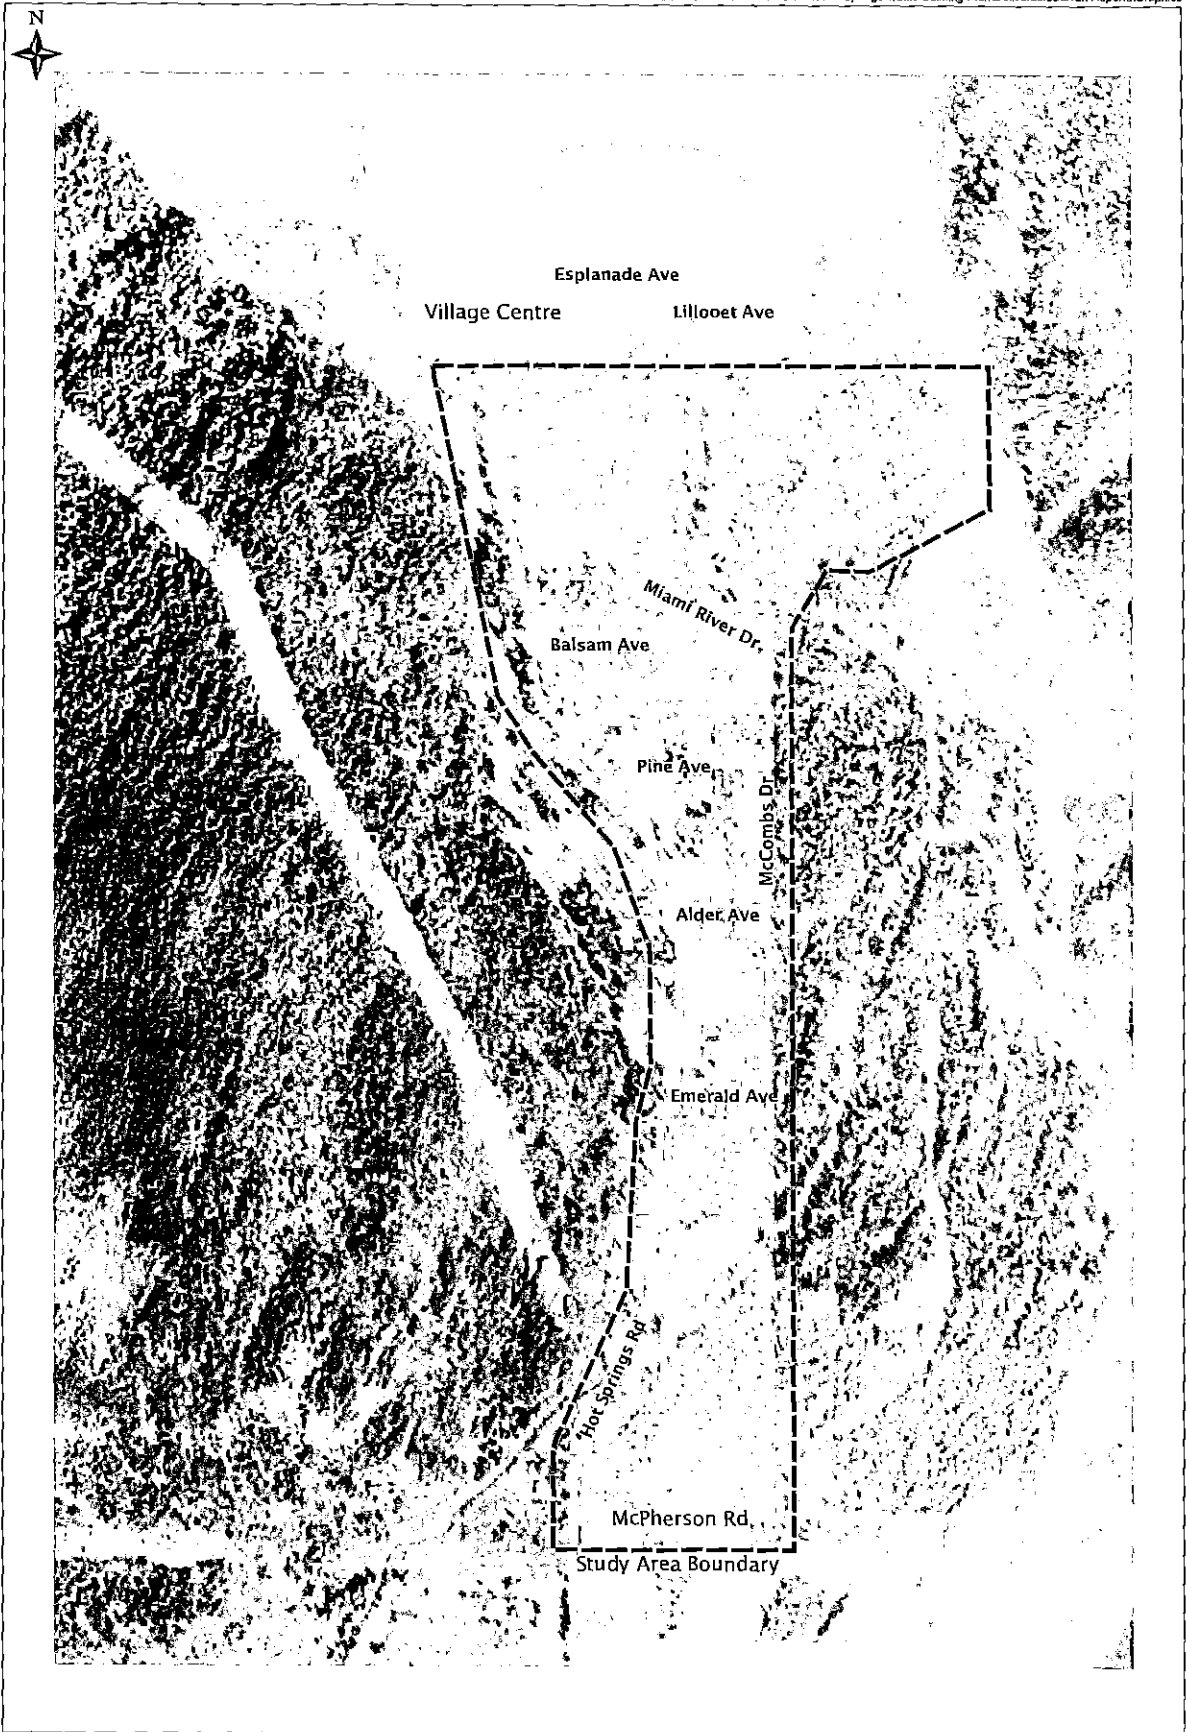 N
Esplanade Ave
Village Centre
Lillooet Ave
Miami River Dr.
Balsam Ave
Pine Ave
McCombs Dr
Alder Ave
Emerald Ave
Hot Springs Rd
McPherson Rd
Study Area Boundary